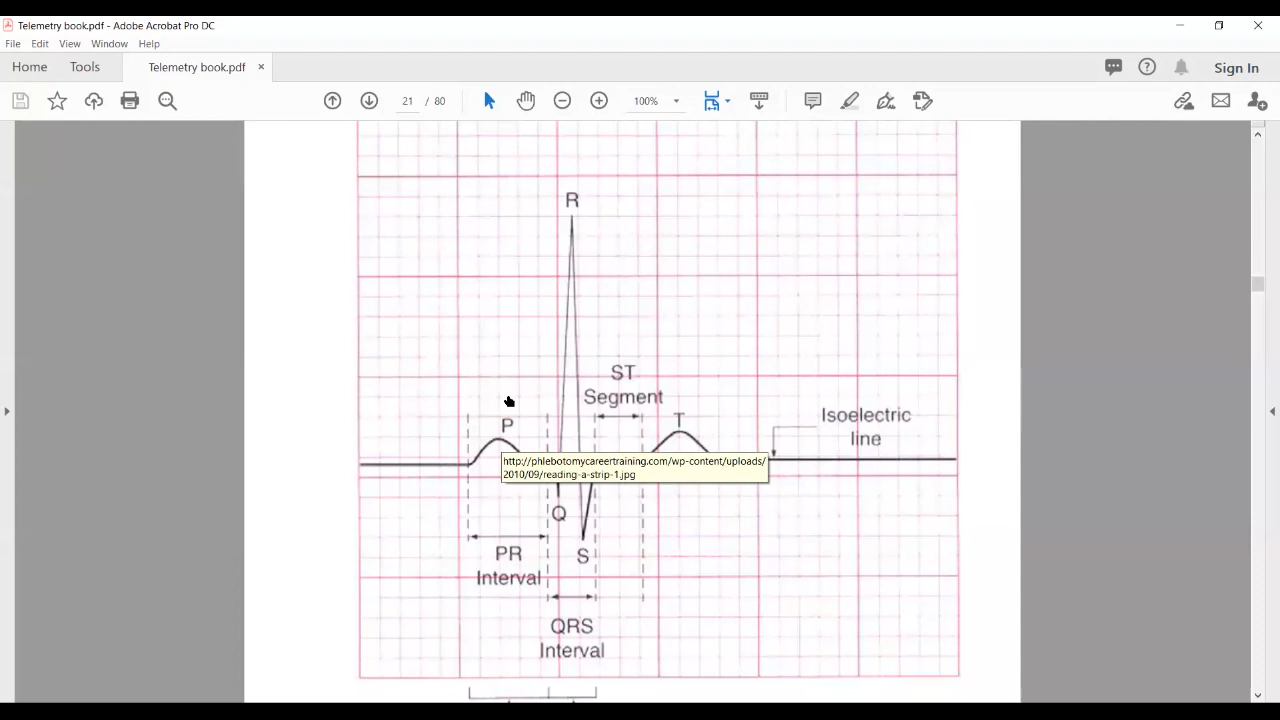 Telemetry book.pdf - Adobe Acrobat Pro DC
File Edit View Window Help
Home Tools Telemetry book.pdf × Sign In
21 / 80 100%
R
ST
Segment
P
T
Isoelectric
line
http://phlebotomycareertraining.com/wp-content/uploads/
2010/09/reading-a-strip-1.jpg
Q
S
PR
Interval
QRS
Interval